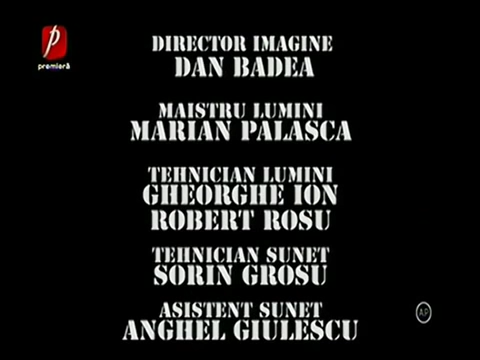 p
premieră
DIRECTOR IMAGINE
DAN BADEA
MAISTRU LUMINI
MARIAN PALASCA
TEHNICIAN LUMINI
GHEORGHE ION
ROBERT ROSU
TEHNICIAN SUNET
SORIN GROSU
ASISTENT SUNET
ANGHEL GIULESCU
AP